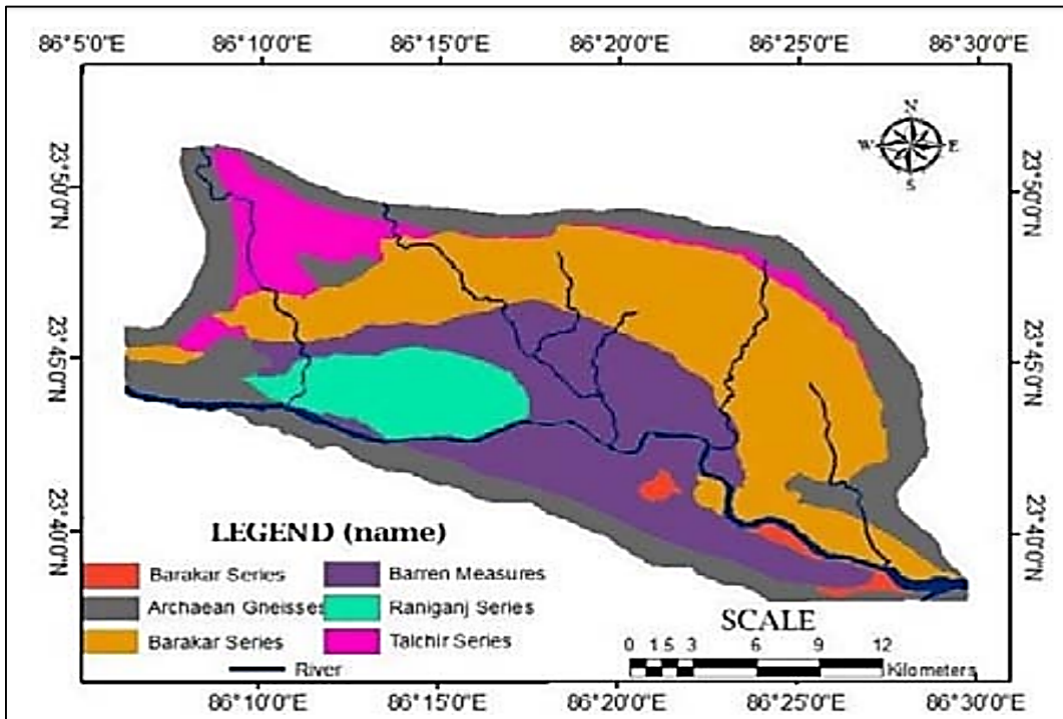 86°5'0"E 86°10'0"E 86°15'0"E 86°20'0"E 86°25'0"E 86°30'0"E
N
W E
S
23°50'0"N 23°50'0"N
23°45'0"N 23°45'0"N
23°40'0"N 23°40'0"N
LEGEND (name)
Barakar Series Barren Measures
Archaean Gneisses Raniganj Series
Barakar Series Talchir Series
River
SCALE
0 1 5 3 6 9 12
Kilometers
86°10'0"E 86°15'0"E 86°20'0"E 86°25'0"E 86°30'0"E